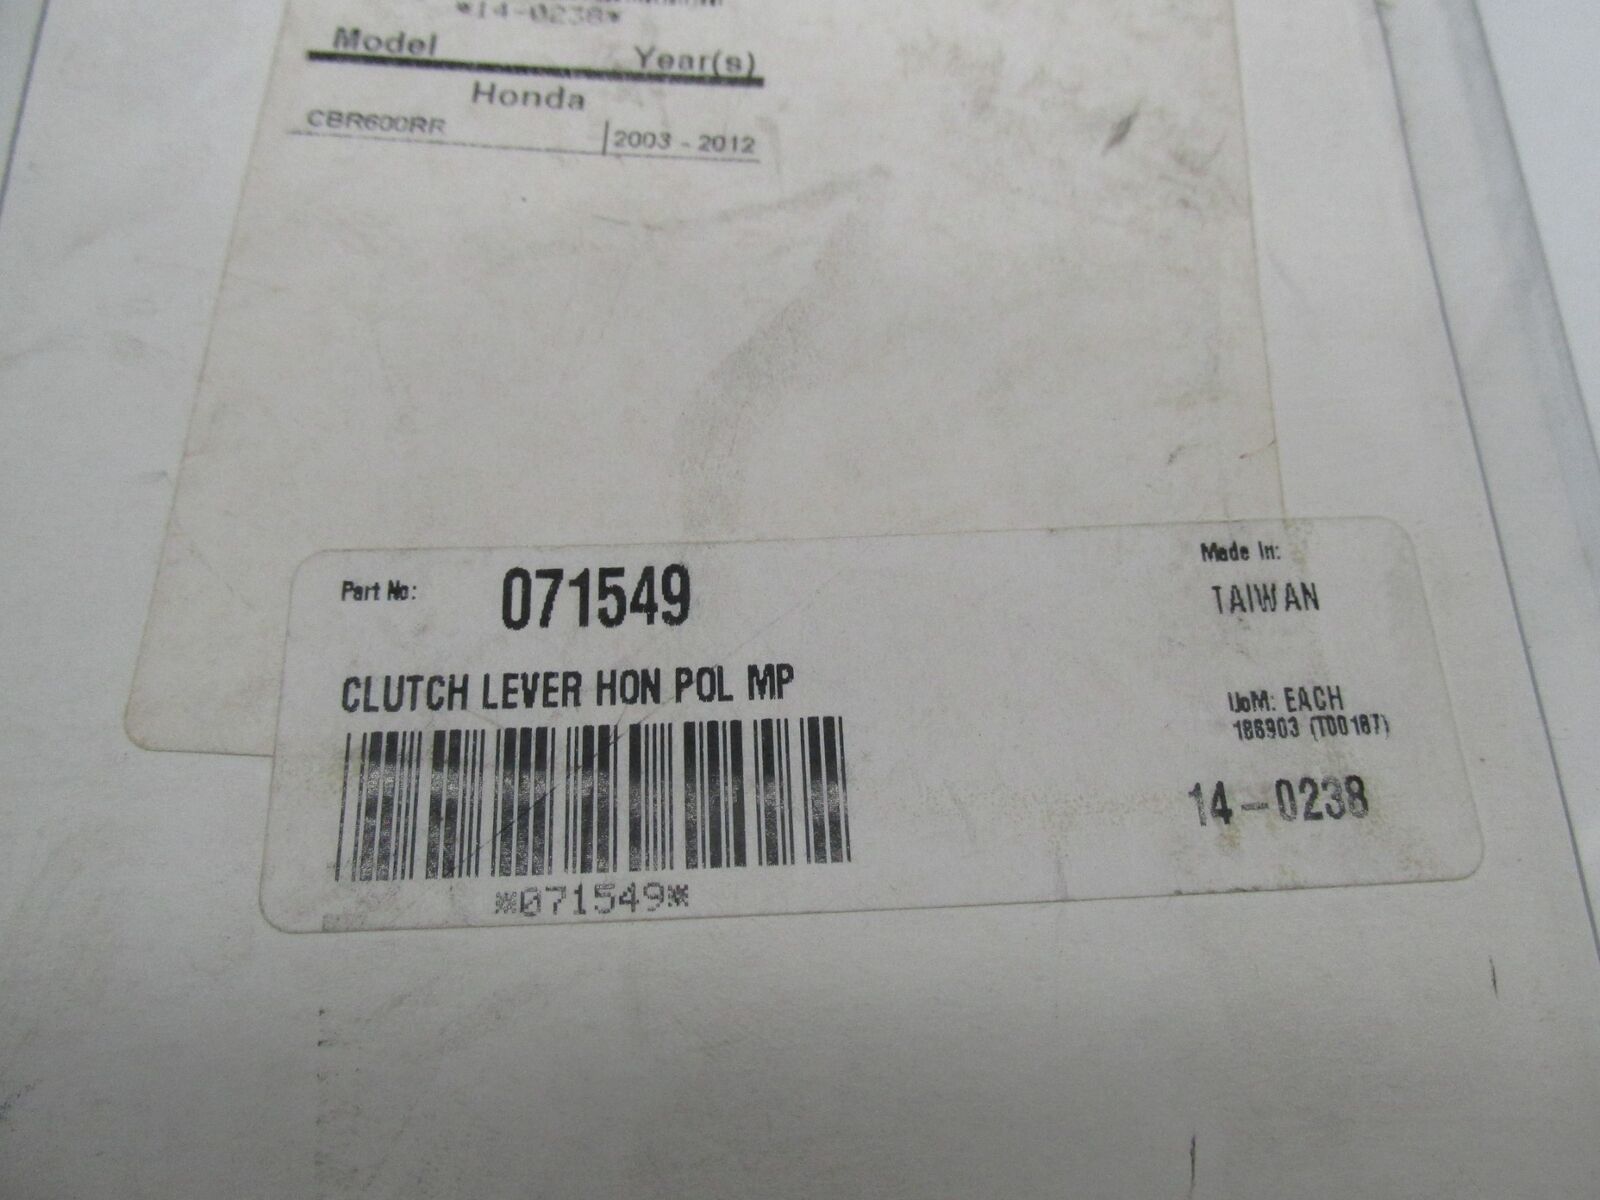 *14-0238*
Model Year(s)
Honda
CBR600RR 2003 - 2012
Part No: 071549
Made In:
TAIWAN
CLUTCH LEVER HON POL MP
UoM: EACH
186903 (T00187)
14-0238
*071549*